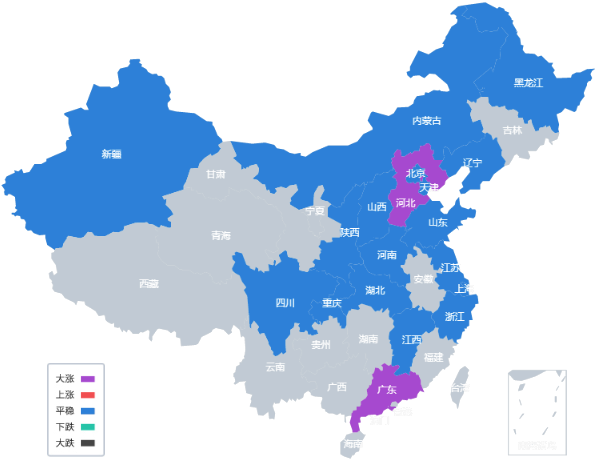 黑龙江
内蒙古
吉林
新疆
辽宁
北京
甘肃
天津
河北
宁夏
山西
山东
青海
陕西
河南
江苏
安徽
西藏
上海
湖北
四川
重庆
浙江
湖南
江西
贵州
福建
云南
广西
广东
台湾
海南
大涨
上涨
平稳
下跌
大跌